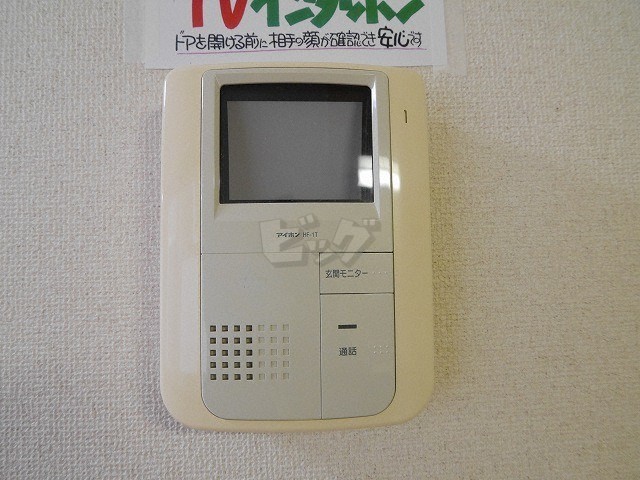 TVインターホン
ドアを開ける前に相手の顔が確認でき安心です
アイホン HF-1T
ビッグ
玄関モニター
通話